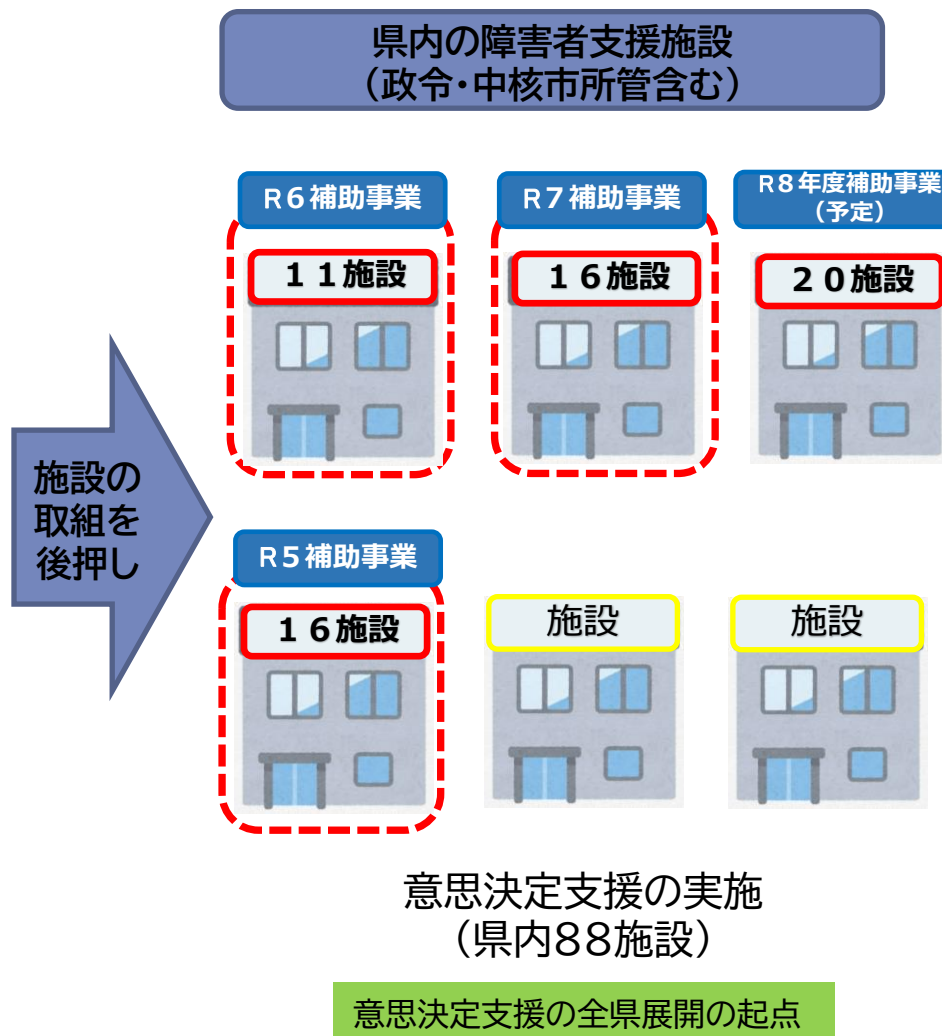 県内の障害者支援施設
（政令・中核市所管含む）
R6補助事業
R7補助事業
R8年度補助事業
（予定）
11施設
16施設
20施設
施設の
取組を
後押し
R5補助事業
16施設
施設
施設
意思決定支援の実施
（県内88施設）
意思決定支援の全県展開の起点